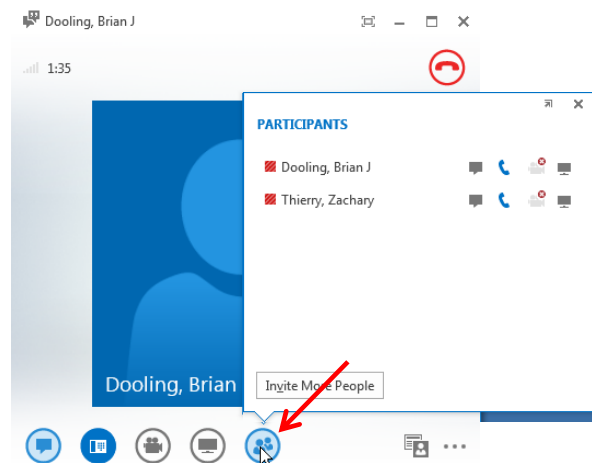 Dooling, Brian J
1:35
PARTICIPANTS
Dooling, Brian J
Thierry, Zachary
Dooling, Brian
Invite More People